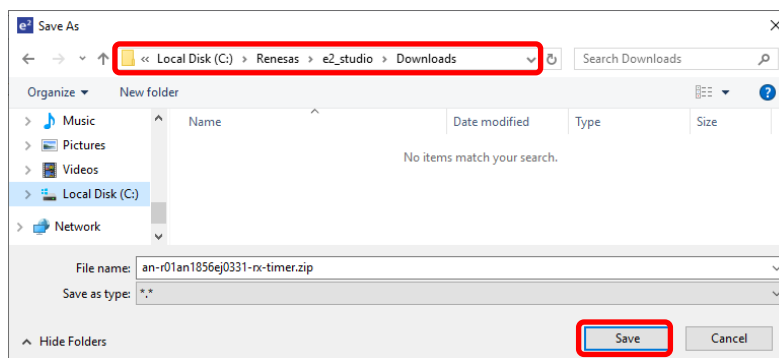 e² Save As
« Local Disk (C:) > Renesas > e2_studio > Downloads
Search Downloads
Organize
New folder
?
Music
Pictures
Videos
Local Disk (C:)
Network
Name
Date modified
Type
Size
No items match your search.
File name: an-r01an1856ej0331-rx-timer.zip
Save as type: *.*
Hide Folders
Save
Cancel